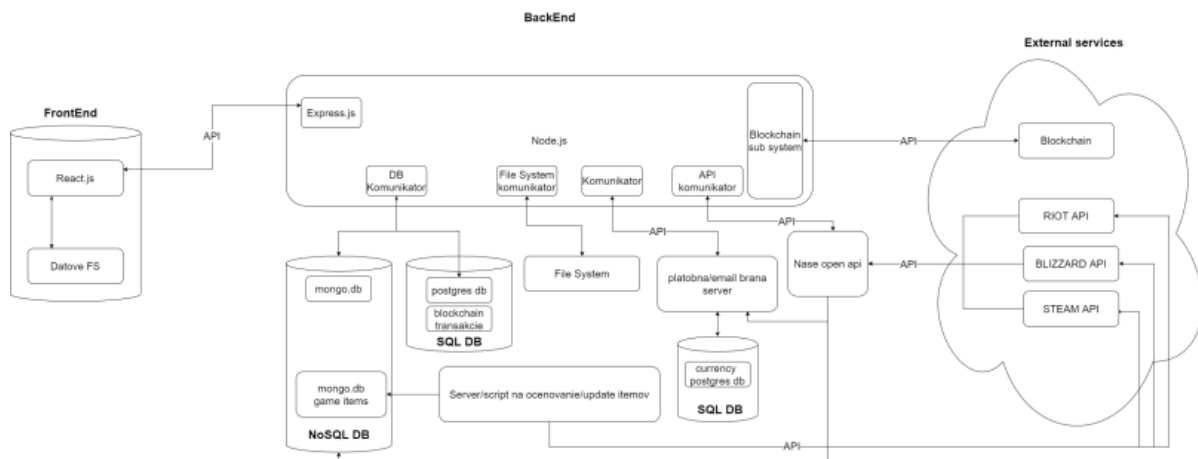 BackEnd
External services
FrontEnd
API
React.js
Datove FS
Express.js
Node.js
Blockchain
sub system
DB
Komunikator
File System
komunikator
Komunikator
API
komunikator
API
Blockchain
RIOT API
BLIZZARD API
STEAM API
API
API
API
mongo.db
postgres db
blockchain
transakcie
SQL DB
File System
platobna/email brana
server
Nase open api
mongo.db
game items
NoSQL DB
Server/script na ocenovanie/update itemov
currency
postgres db
SQL DB
API